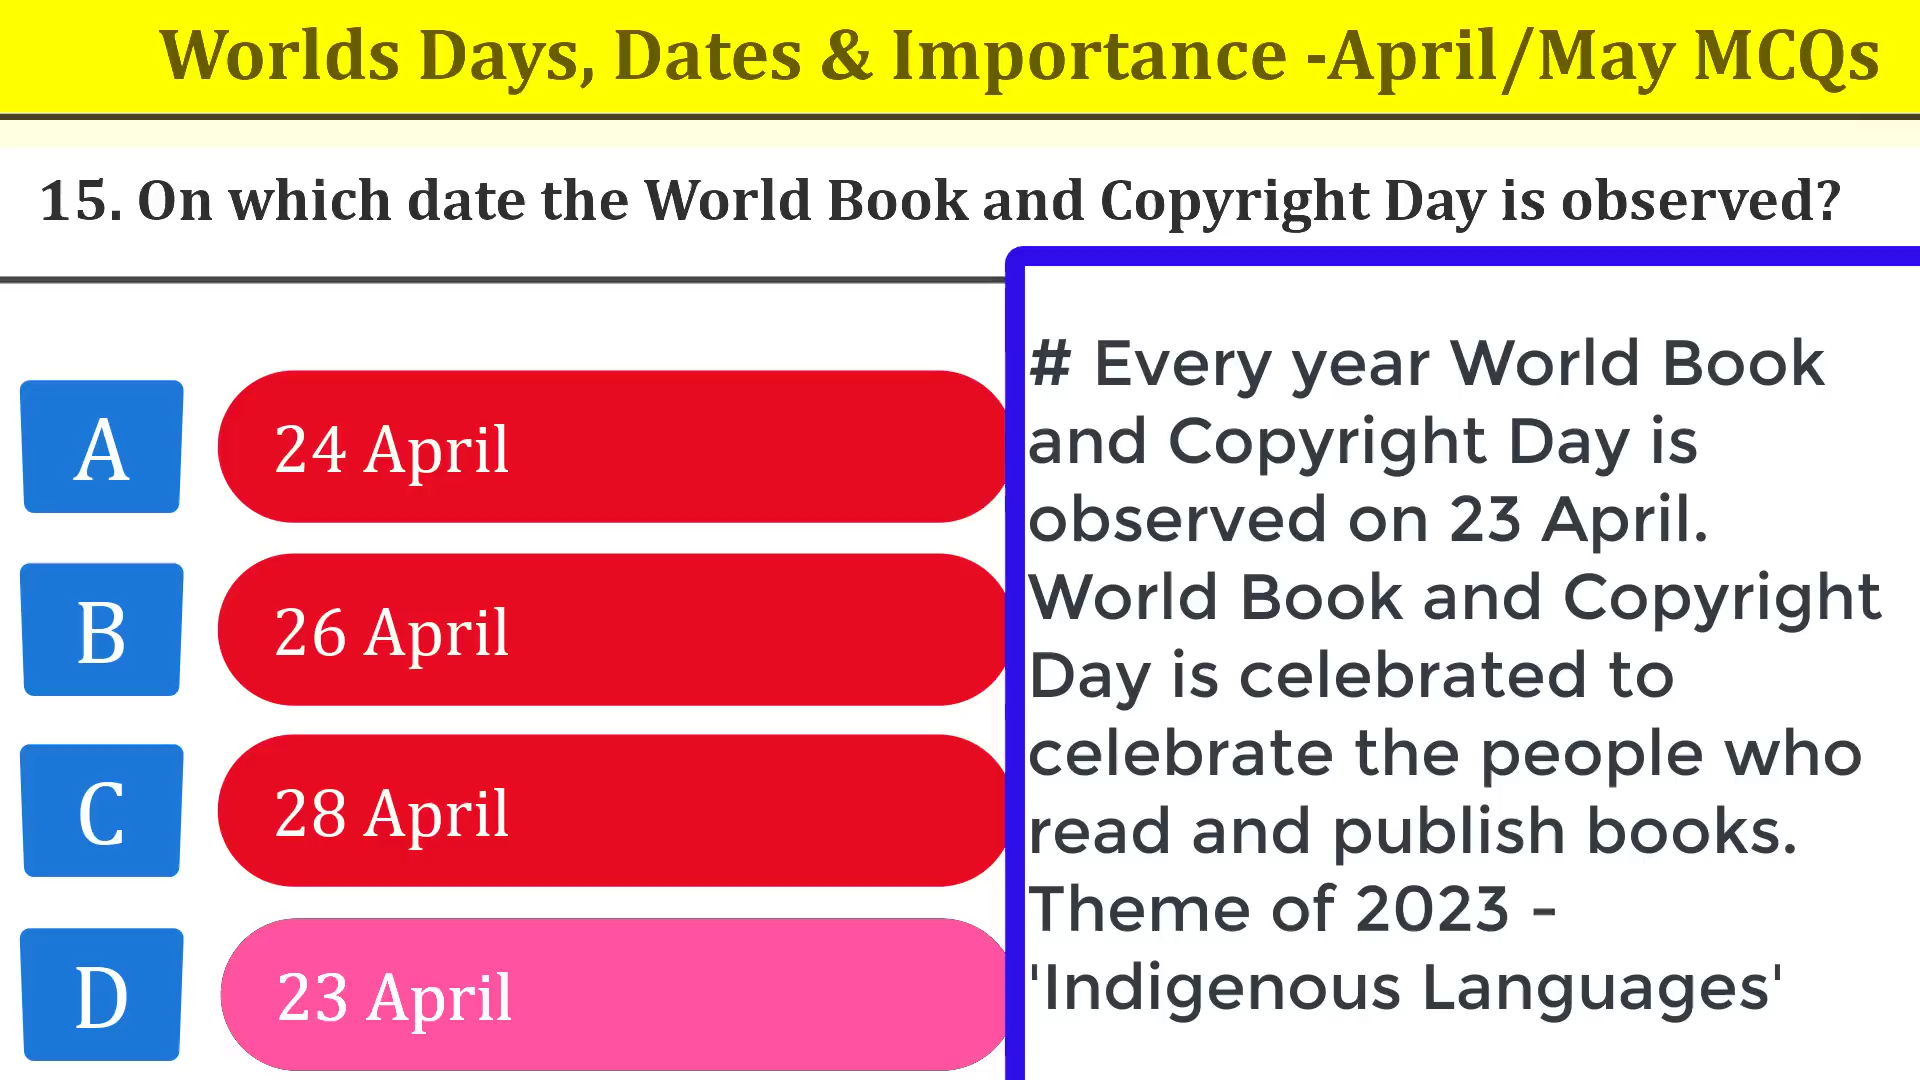 Worlds Days, Dates & Importance -April/May MCQs
15. On which date the World Book and Copyright Day is observed?
A 24 April
B 26 April
C 28 April
D 23 April
# Every year World Book
and Copyright Day is
observed on 23 April.
World Book and Copyright
Day is celebrated to
celebrate the people who
read and publish books.
Theme of 2023 -
'Indigenous Languages'